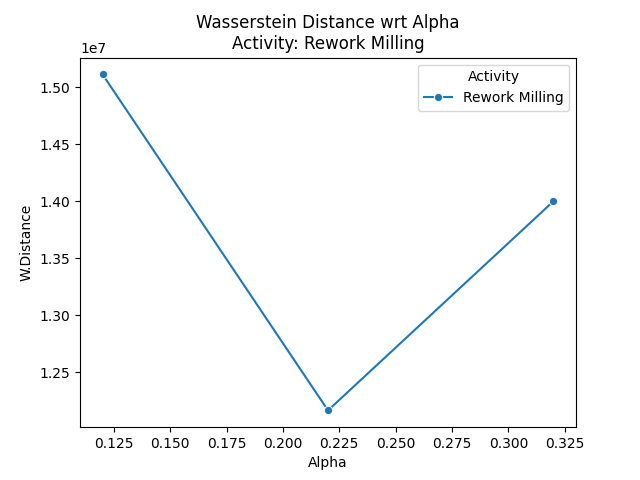 Wasserstein Distance wrt Alpha
Activity: Rework Milling
1e7
Activity
Rework Milling
1.50
1.45
1.40
1.35
1.30
1.25
W.Distance
0.125 0.150 0.175 0.200 0.225 0.250 0.275 0.300 0.325
Alpha